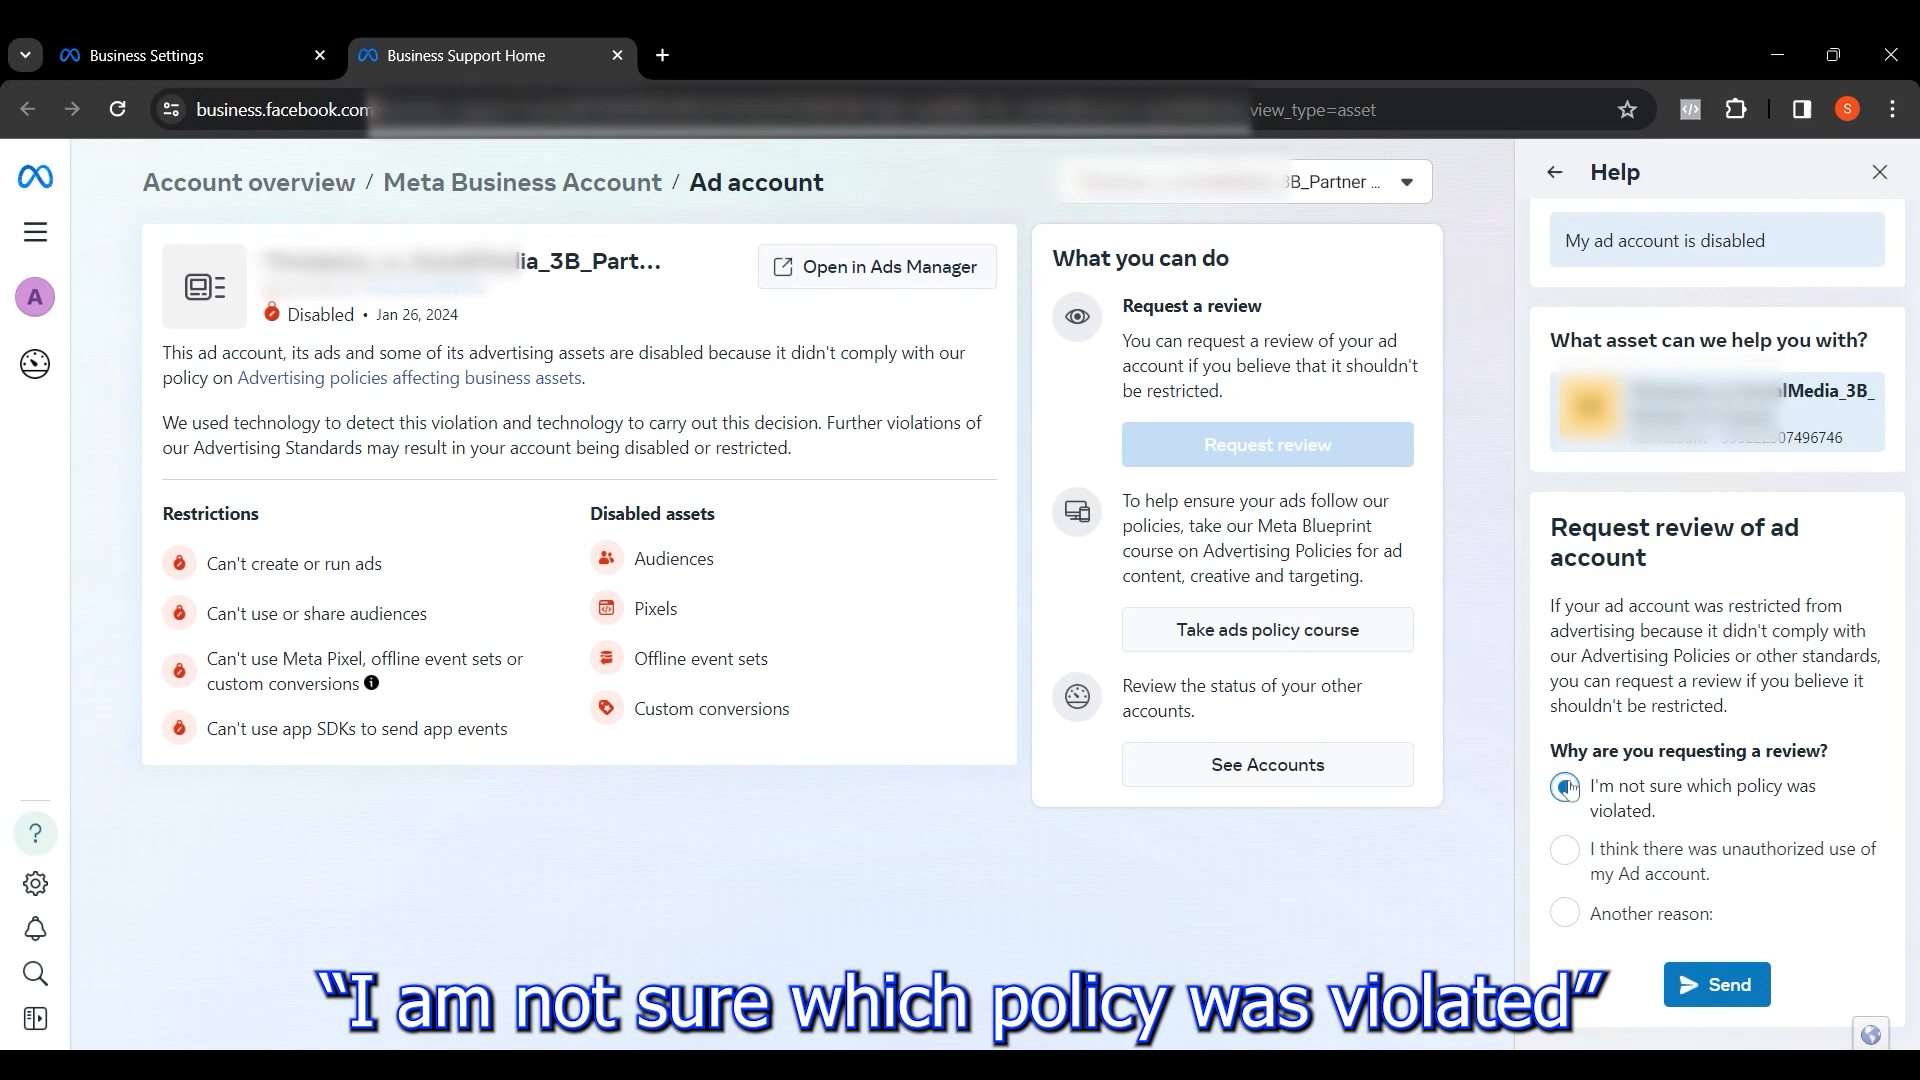 Business Settings
Business Support Home
business.facebook.com
view_type=asset
S
Account overview / Meta Business Account / Ad account
3B_Partner ...
A
ia_3B_Part...
Disabled • Jan 26, 2024
Open in Ads Manager
This ad account, its ads and some of its advertising assets are disabled because it didn't comply with our
policy on Advertising policies affecting business assets.
We used technology to detect this violation and technology to carry out this decision. Further violations of
our Advertising Standards may result in your account being disabled or restricted.
Restrictions
Can't create or run ads
Can't use or share audiences
Can't use Meta Pixel, offline event sets or
custom conversions
Can't use app SDKs to send app events
Disabled assets
Audiences
Pixels
Offline event sets
Custom conversions
What you can do
Request a review
You can request a review of your ad
account if you believe that it shouldn't
be restricted.
Request review
To help ensure your ads follow our
policies, take our Meta Blueprint
course on Advertising Policies for ad
content, creative and targeting.
Take ads policy course
Review the status of your other
accounts.
See Accounts
Help
My ad account is disabled
What asset can we help you with?
alMedia_3B_
07496746
Request review of ad
account
If your ad account was restricted from
advertising because it didn't comply with
our Advertising Policies or other standards,
you can request a review if you believe it
shouldn't be restricted.
Why are you requesting a review?
I'm not sure which policy was
violated.
I think there was unauthorized use of
my Ad account.
Another reason:
Send
"I am not sure which policy was violated"